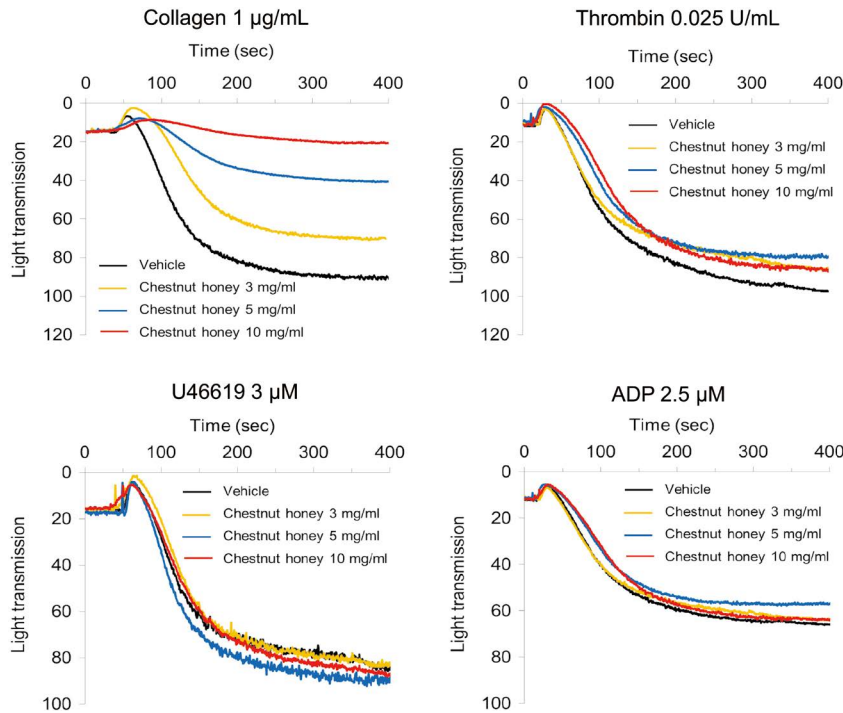 Collagen 1 µg/mL
Time (sec)
0 100 200 300 400
Light transmission
0
20
40
60
80
100
120
Vehicle
Chestnut honey 3 mg/ml
Chestnut honey 5 mg/ml
Chestnut honey 10 mg/ml
Thrombin 0.025 U/mL
Time (sec)
0 100 200 300 400
Light transmission
0
20
40
60
80
100
120
Vehicle
Chestnut honey 3 mg/ml
Chestnut honey 5 mg/ml
Chestnut honey 10 mg/ml
U46619 3 µM
Time (sec)
0 100 200 300 400
Light transmission
0
20
40
60
80
100
Vehicle
Chestnut honey 3 mg/ml
Chestnut honey 5 mg/ml
Chestnut honey 10 mg/ml
ADP 2.5 µM
Time (sec)
0 100 200 300 400
Light transmission
0
20
40
60
80
100
Vehicle
Chestnut honey 3 mg/ml
Chestnut honey 5 mg/ml
Chestnut honey 10 mg/ml